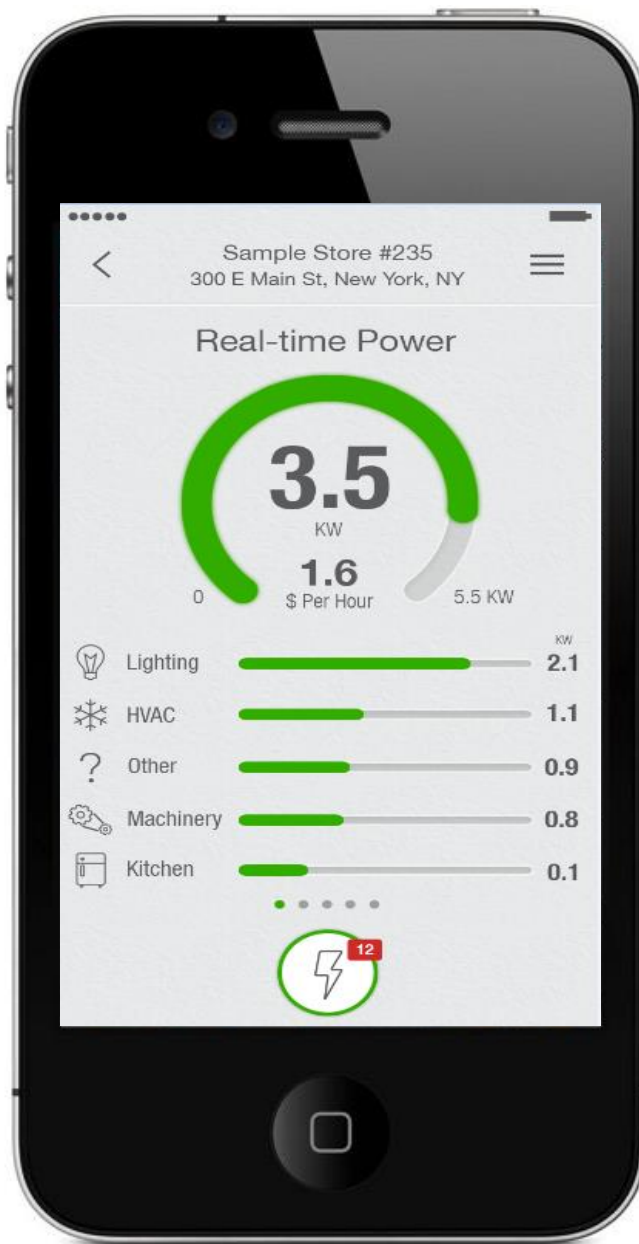 Sample Store #235
300 E Main St, New York, NY
Real-time Power
3.5
KW
1.6
0 $ Per Hour 5.5 KW
KW
Lighting 2.1
HVAC 1.1
? Other 0.9
Machinery 0.8
Kitchen 0.1
12